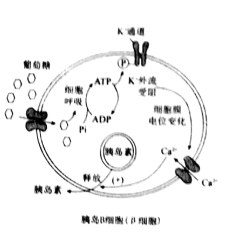 K⁺通道
葡萄糖
P
ATP
K⁺外流
受阻
细胞
呼吸
细胞膜
电位变化
ADP
Pi
胰岛素
Ca²⁺
Ca²⁺
释放
(+)
胰岛素
胰岛B细胞(β细胞)